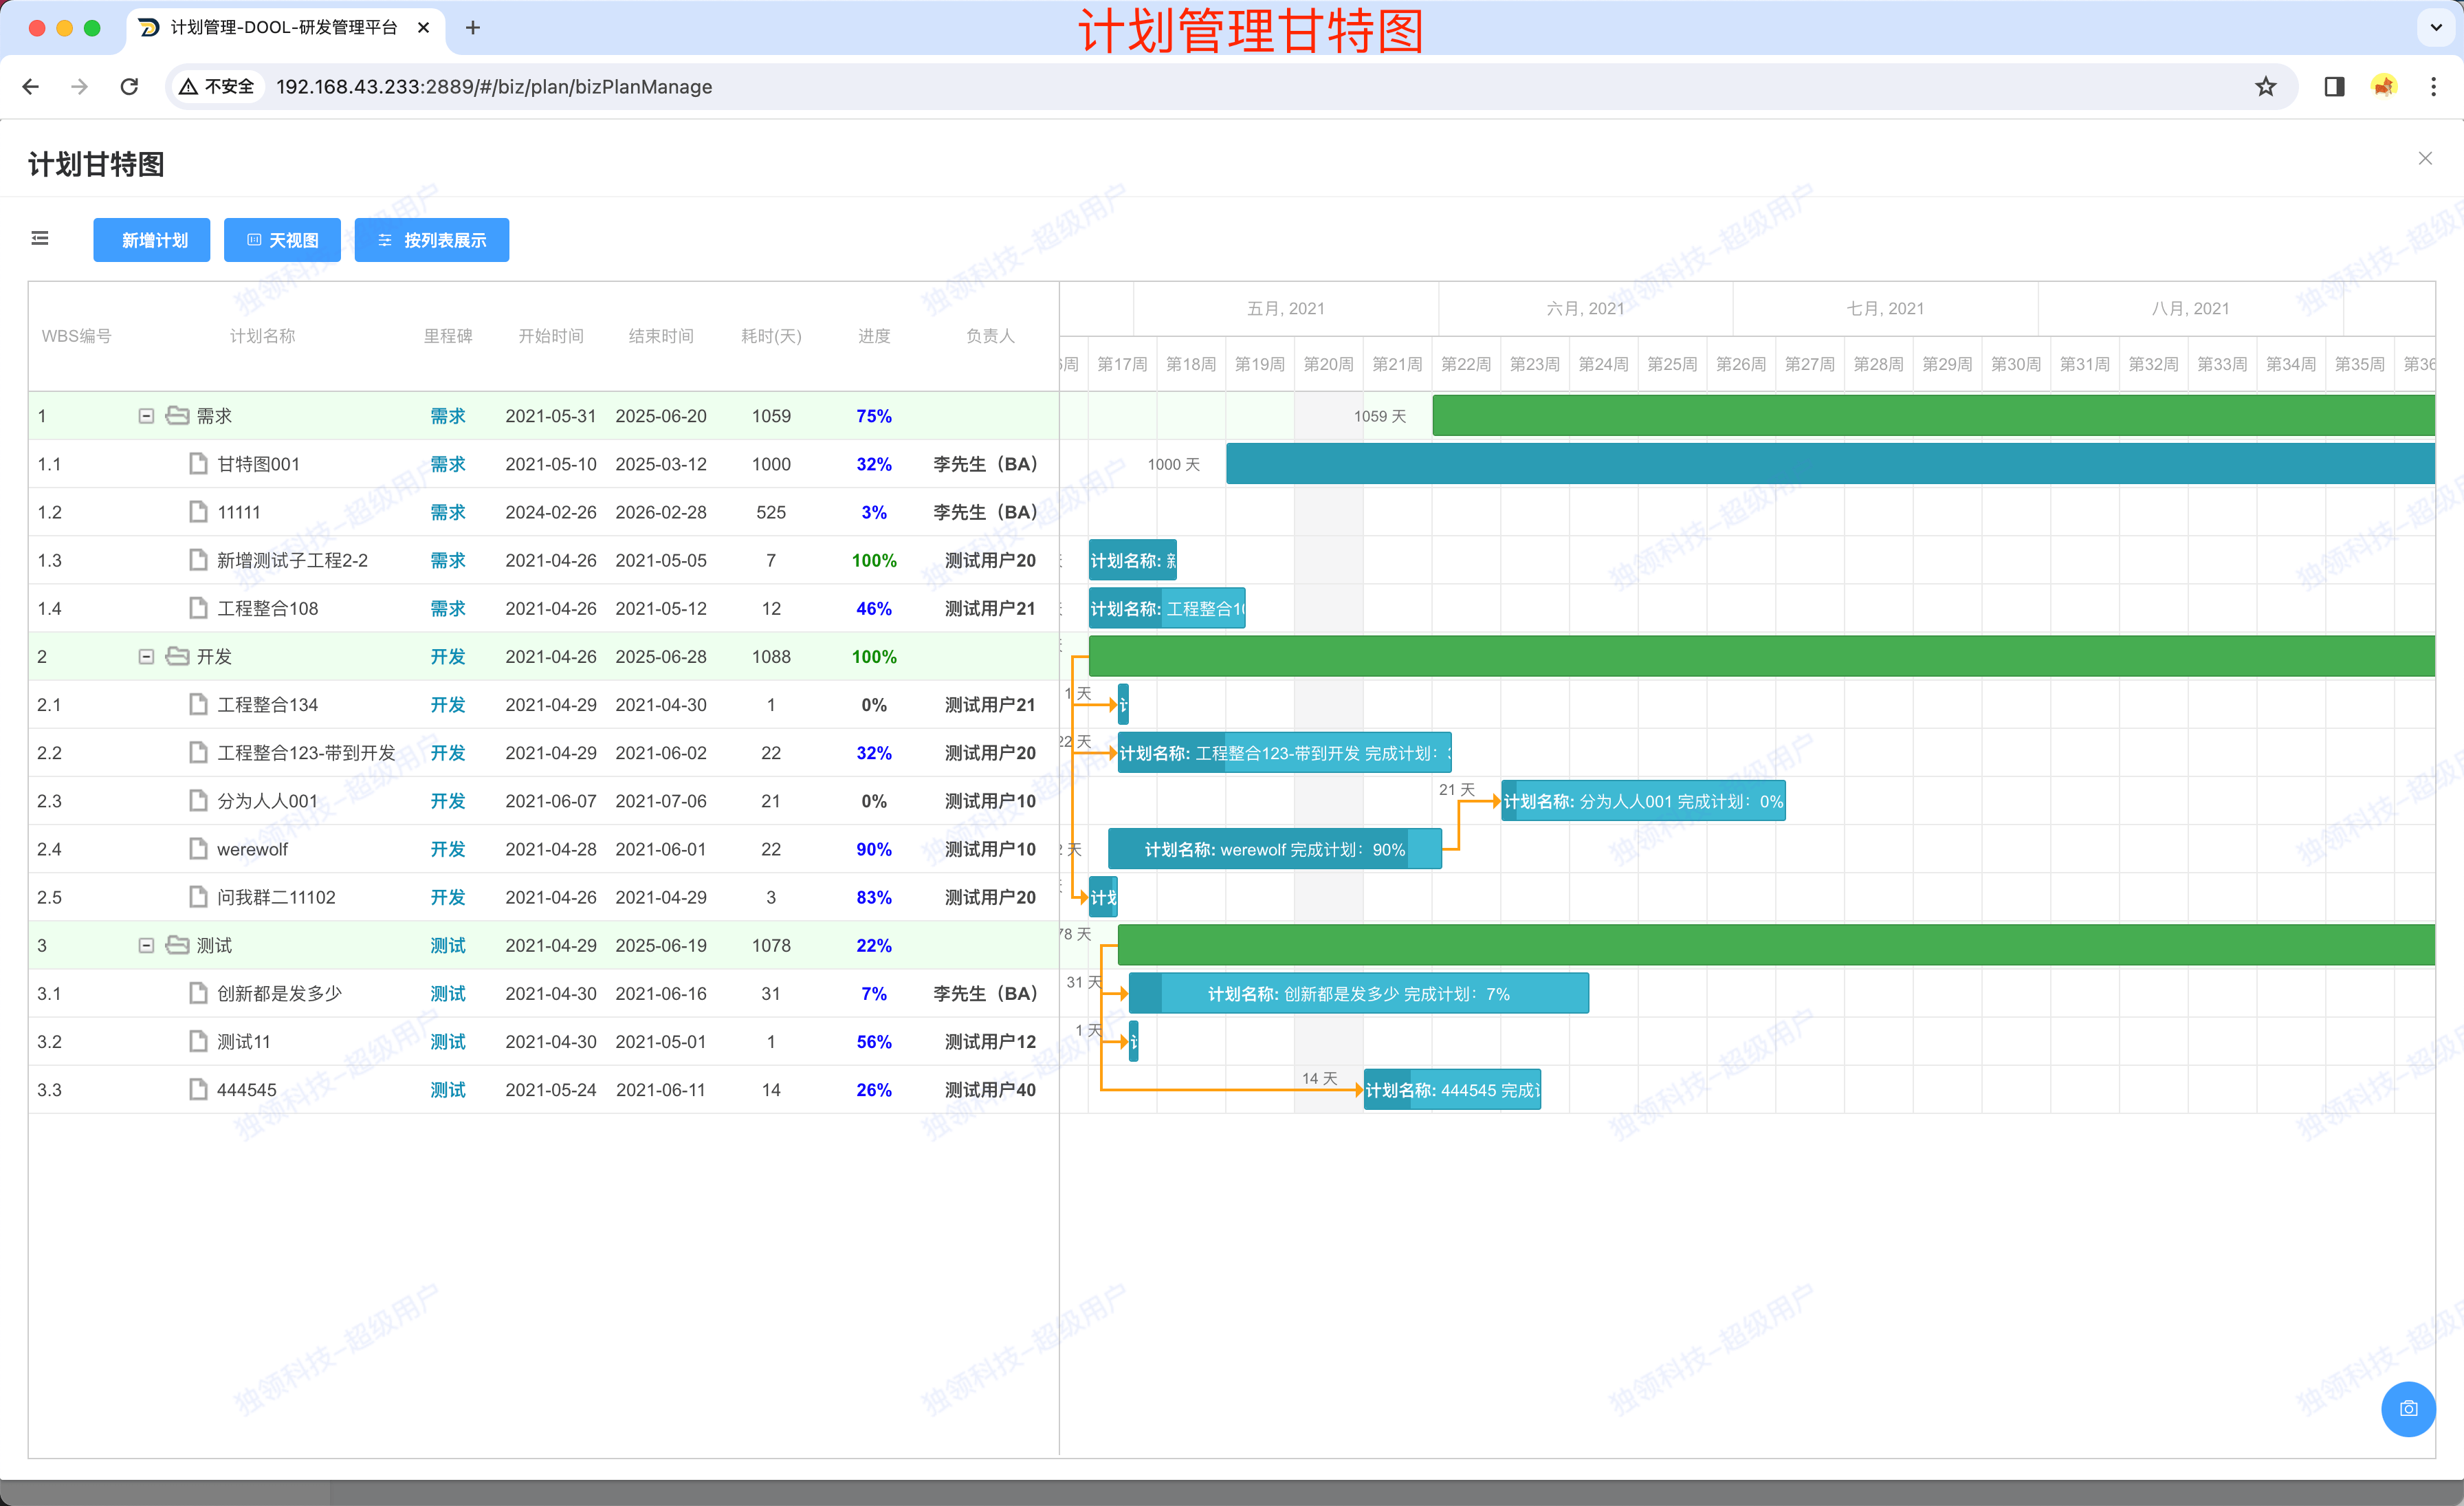 计划管理-DOOL-研发管理平台
计划管理甘特图
不安全 192.168.43.233:2889/#/biz/plan/bizPlanManage
计划甘特图
新增计划 天视图 按列表展示
五月, 2021 六月, 2021 七月, 2021 八月, 2021
WBS编号 计划名称 里程碑 开始时间 结束时间 耗时(天) 进度 负责人
第17周 第18周 第19周 第20周 第21周 第22周 第23周 第24周 第25周 第26周 第27周 第28周 第29周 第30周 第31周 第32周 第33周 第34周 第35周 第36
1 需求 需求 2021-05-31 2025-06-20 1059 75% 1059 天
1.1 甘特图001 需求 2021-05-10 2025-03-12 1000 32% 李先生（BA） 1000 天
1.2 11111 需求 2024-02-26 2026-02-28 525 3% 李先生（BA）
1.3 新增测试子工程2-2 需求 2021-04-26 2021-05-05 7 100% 测试用户20 计划名称:
1.4 工程整合108 需求 2021-04-26 2021-05-12 12 46% 测试用户21 计划名称: 工程整合1
2 开发 开发 2021-04-26 2025-06-28 1088 100%
2.1 工程整合134 开发 2021-04-29 2021-04-30 1 0% 测试用户21 1 天
2.2 工程整合123-带到开发 开发 2021-04-29 2021-06-02 22 32% 测试用户20 22 天 计划名称: 工程整合123-带到开发 完成计划：
2.3 分为人人001 开发 2021-06-07 2021-07-06 21 0% 测试用户10 21 天 计划名称: 分为人人001 完成计划：0%
2.4 werewolf 开发 2021-04-28 2021-06-01 22 90% 测试用户10 天 计划名称: werewolf 完成计划：90%
2.5 问我群二11102 开发 2021-04-26 2021-04-29 3 83% 测试用户20 计划
3 测试 测试 2021-04-29 2025-06-19 1078 22% 78 天
3.1 创新都是发多少 测试 2021-04-30 2021-06-16 31 7% 李先生（BA） 31 天 计划名称: 创新都是发多少 完成计划：7%
3.2 测试11 测试 2021-04-30 2021-05-01 1 56% 测试用户12 1 天
3.3 444545 测试 2021-05-24 2021-06-11 14 26% 测试用户40 14 天 计划名称: 444545 完成
独领科技-超级用户